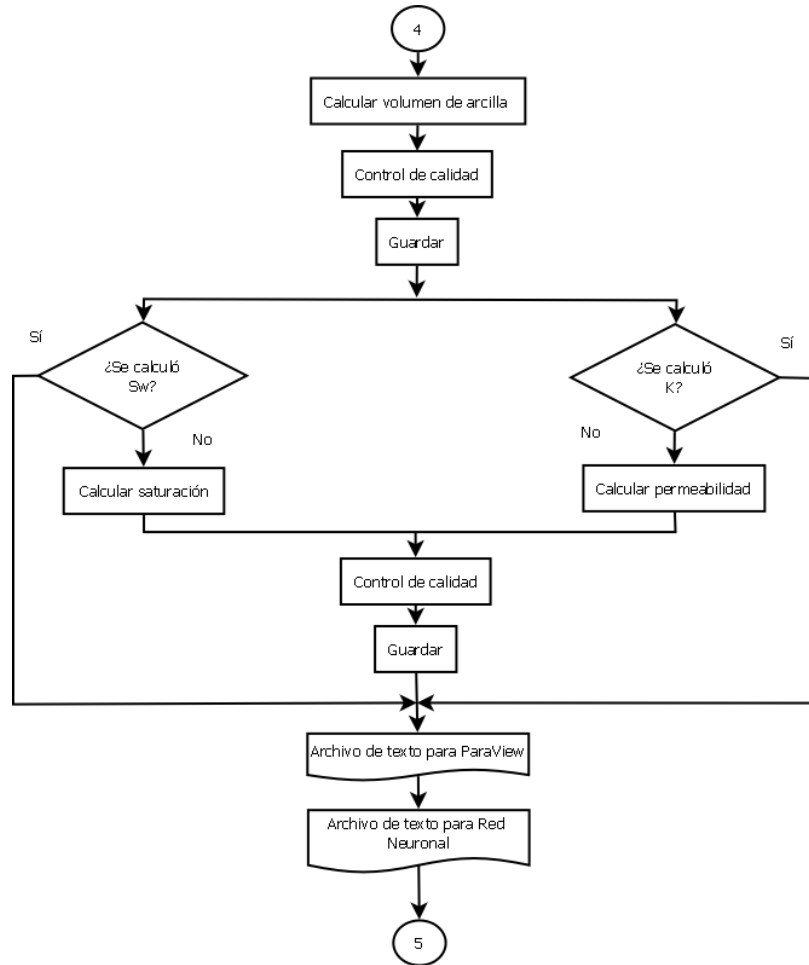 4
Calcular volumen de arcilla
Control de calidad
Guardar
Sí
¿Se calculó
Sw?
No
Calcular saturación
Sí
¿Se calculó
K?
No
Calcular permeabilidad
Control de calidad
Guardar
Archivo de texto para ParaView
Archivo de texto para Red
Neuronal
5